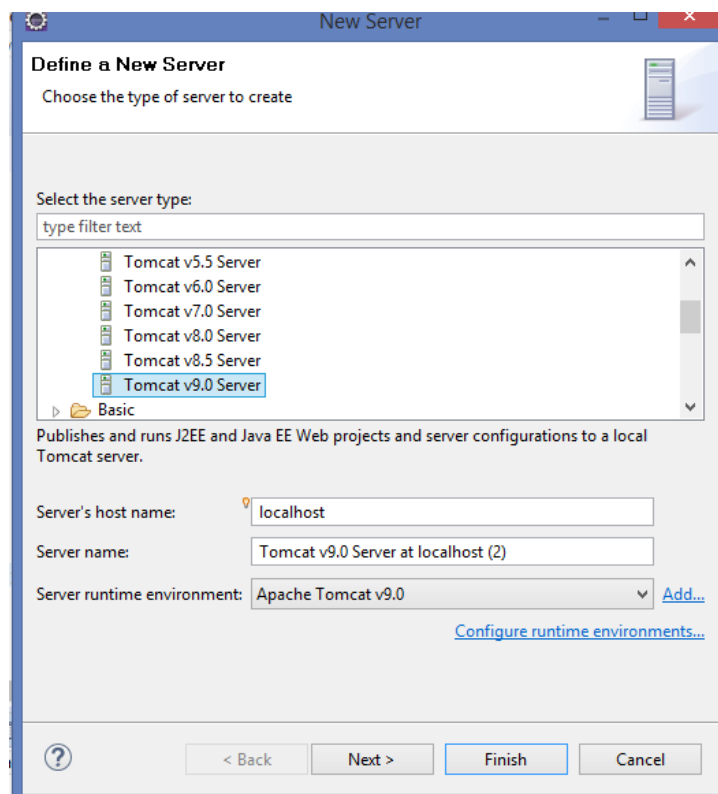 New Server
Define a New Server
Choose the type of server to create
Select the server type:
type filter text
Tomcat v5.5 Server
Tomcat v6.0 Server
Tomcat v7.0 Server
Tomcat v8.0 Server
Tomcat v8.5 Server
Tomcat v9.0 Server
Basic
Publishes and runs J2EE and Java EE Web projects and server configurations to a local
Tomcat server.
Server's host name: localhost
Server name: Tomcat v9.0 Server at localhost (2)
Server runtime environment: Apache Tomcat v9.0 Add...
Configure runtime environments...
? < Back Next > Finish Cancel